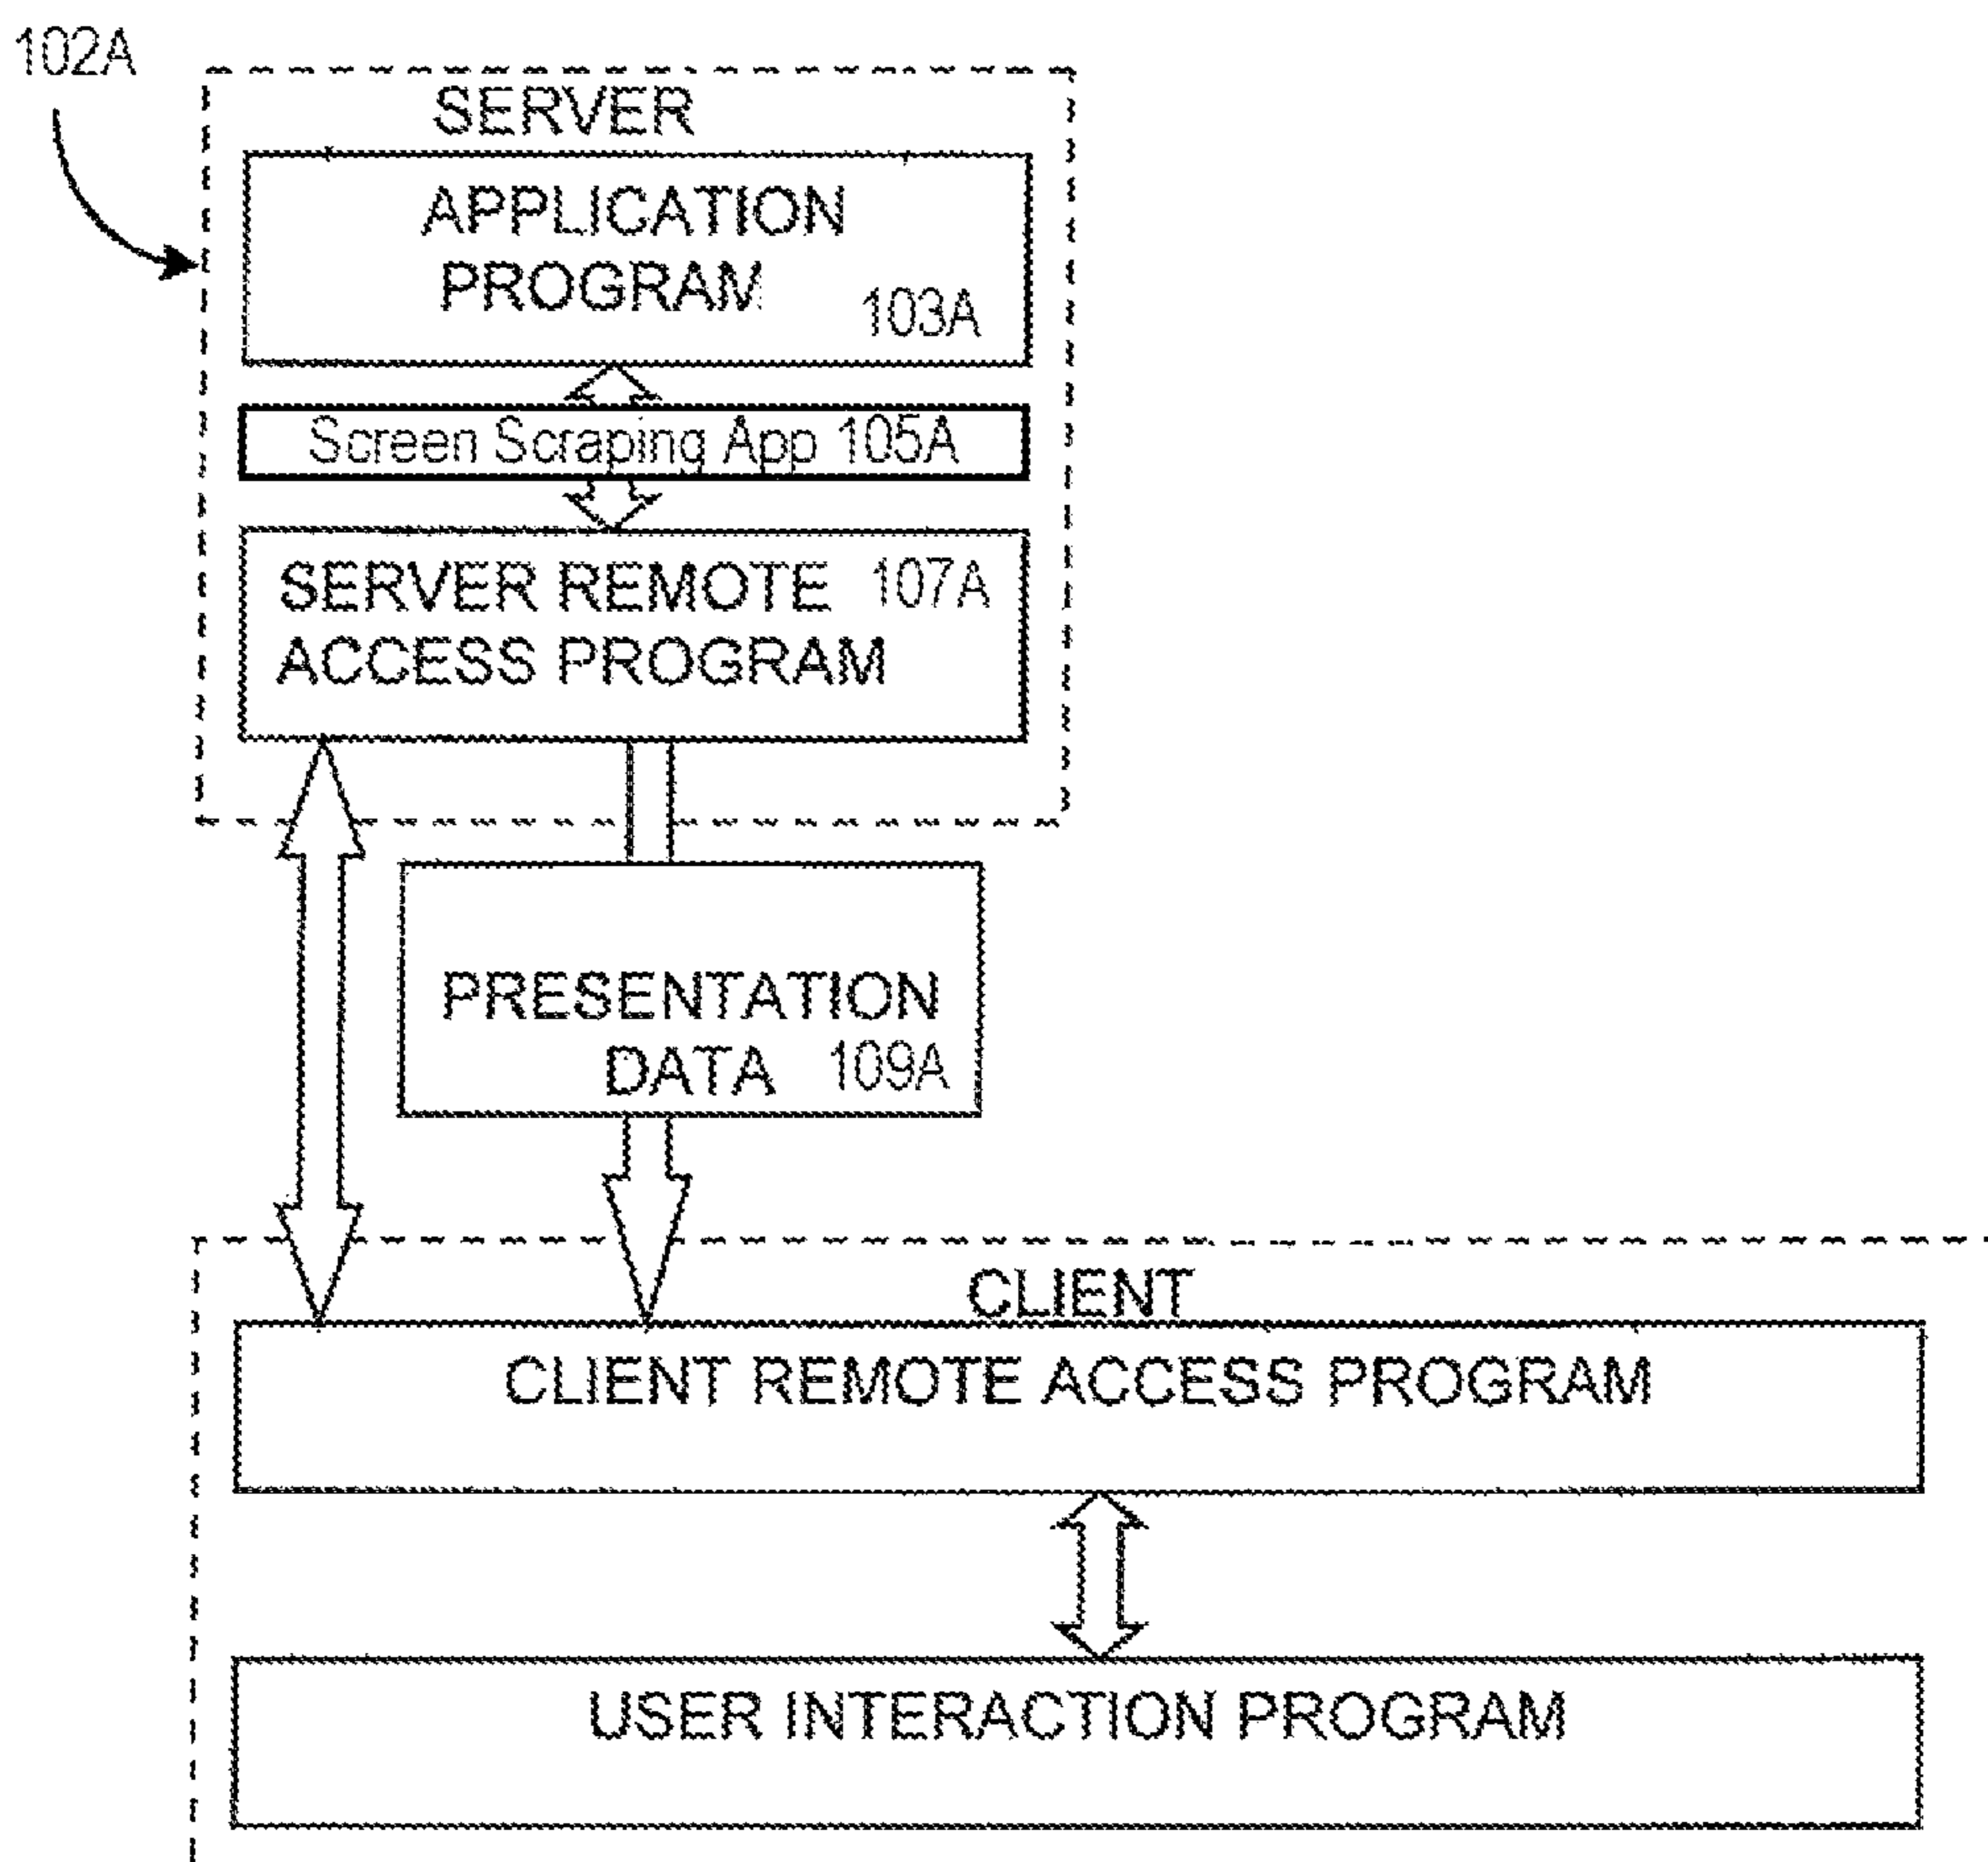 102A
SERVER
APPLICATION
PROGRAM
103A
Screen Scraping App 105A
SERVER REMOTE 107A
ACCESS PROGRAM
PRESENTATION
DATA 109A
CLIENT
CLIENT REMOTE ACCESS PROGRAM
USER INTERACTION PROGRAM